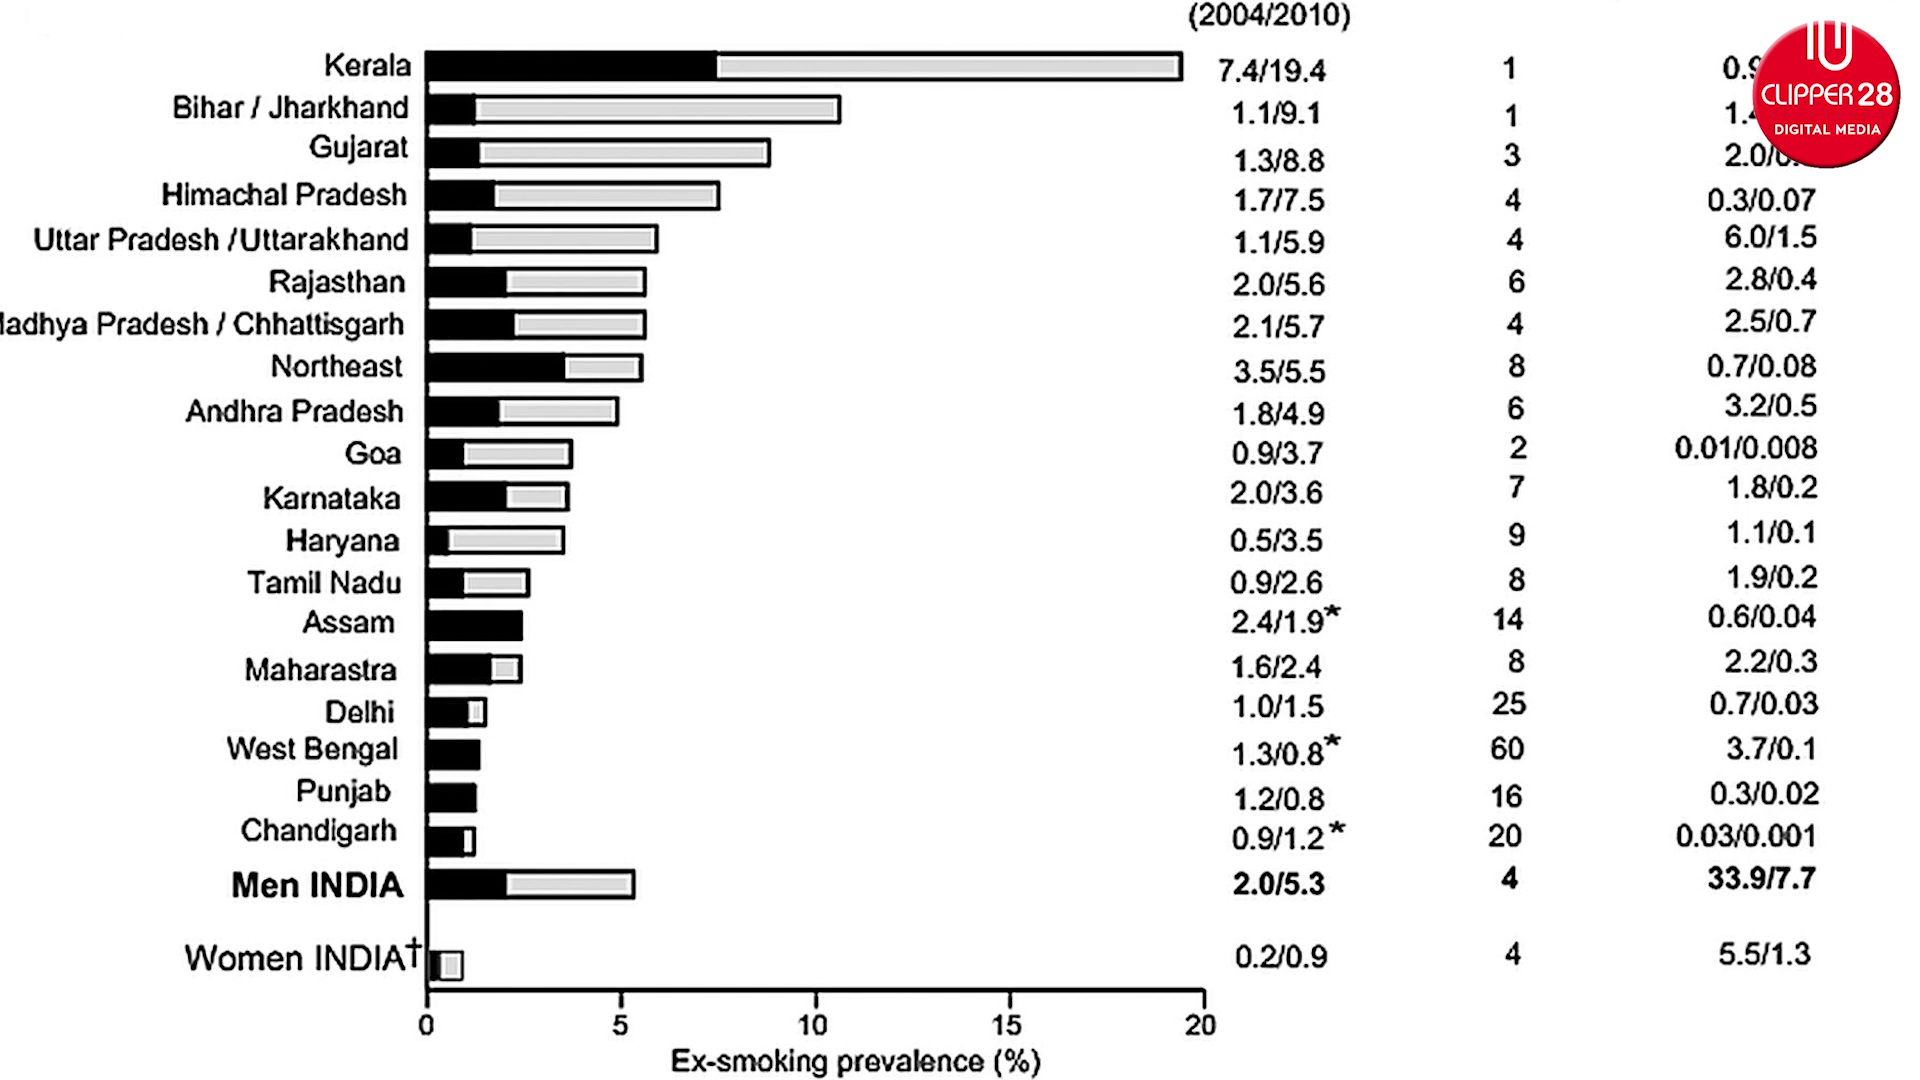 (2004/2010)
Kerala 7.4/19.4 1 0.9
Bihar / Jharkhand 1.1/9.1 1
Gujarat 1.3/8.8 3
Himachal Pradesh 1.7/7.5 4 0.3/0.07
Uttar Pradesh /Uttarakhand 1.1/5.9 4 6.0/1.5
Rajasthan 2.0/5.6 6 2.8/0.4
adhya Pradesh / Chhattisgarh 2.1/5.7 4 2.5/0.7
Northeast 3.5/5.5 8 0.7/0.08
Andhra Pradesh 1.8/4.9 6 3.2/0.5
Goa 0.9/3.7 2 0.01/0.008
Karnataka 2.0/3.6 7 1.8/0.2
Haryana 0.5/3.5 9 1.1/0.1
Tamil Nadu 0.9/2.6 8 1.9/0.2
Assam 2.4/1.9* 14 0.6/0.04
Maharastra 1.6/2.4 8 2.2/0.3
Delhi 1.0/1.5 25 0.7/0.03
West Bengal 1.3/0.8* 60 3.7/0.1
Punjab 1.2/0.8 16 0.3/0.02
Chandigarh 0.9/1.2* 20 0.03/0.001
Men INDIA 2.0/5.3 4 33.9/7.7
Women INDIA† 0.2/0.9 4 5.5/1.3
0 5 10 15 20
Ex-smoking prevalence (%)
CLIPPER 28
DIGITAL MEDIA